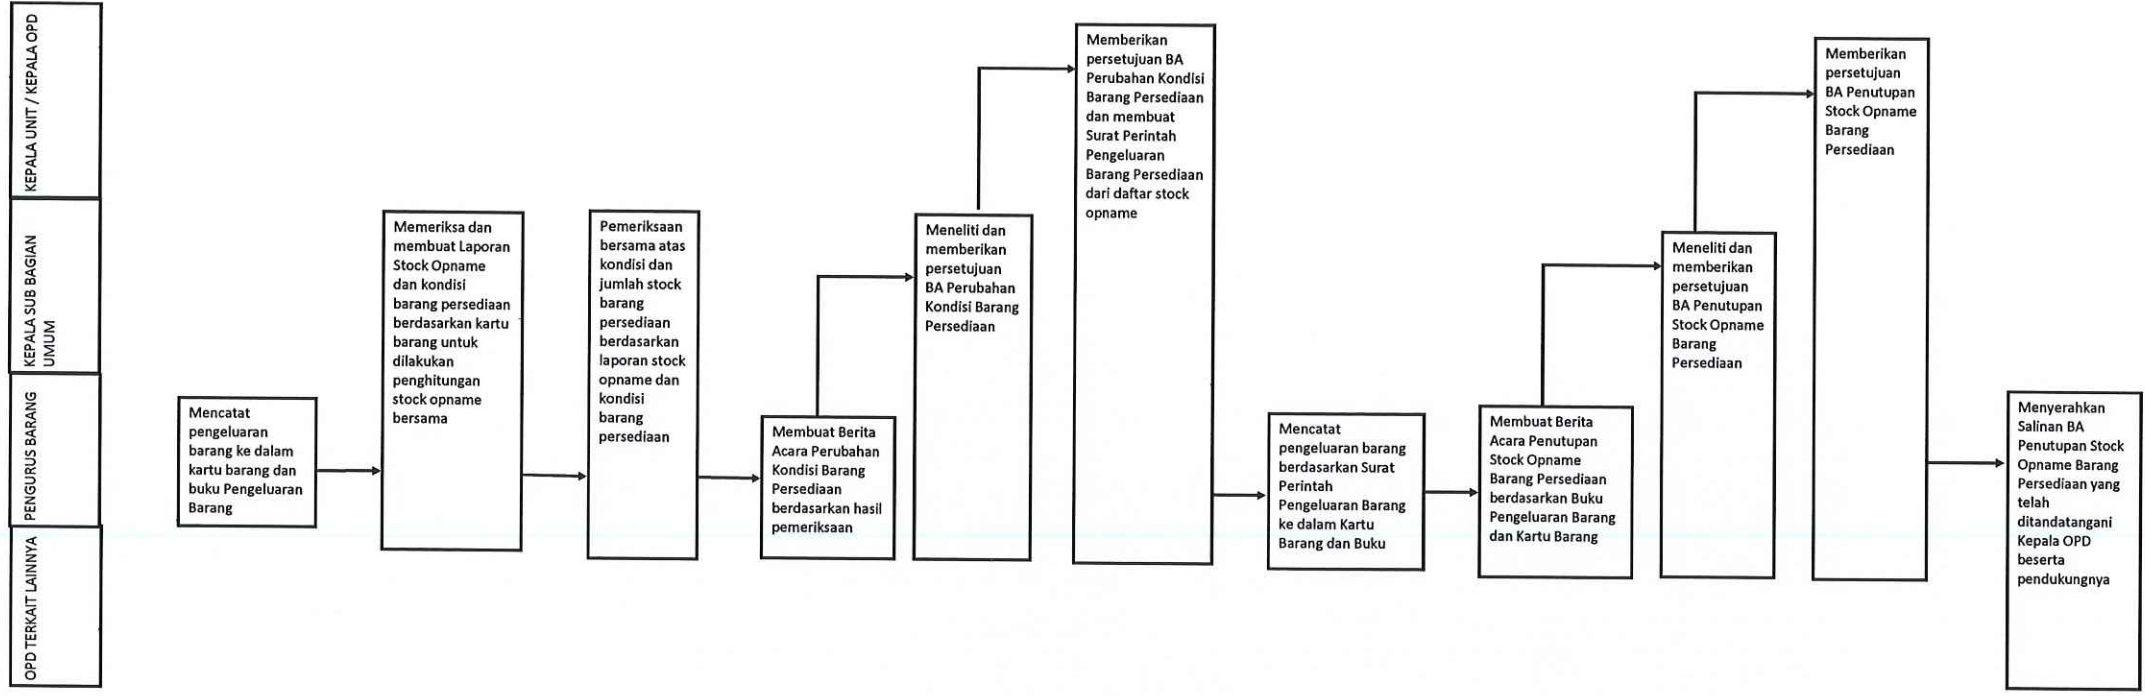 KEPALA UNIT / KEPALA OPD
KEPALA SUB BAGIAN
UMUM
PENGURUS BARANG
OPD TERKAIT LAINNYA
Mencatat
pengeluaran
barang ke dalam
kartu barang dan
buku Pengeluaran
Barang
Memeriksa dan
membuat Laporan
Stock Opname
dan kondisi
barang persediaan
berdasarkan kartu
barang untuk
dilakukan
penghitungan
stock opname
bersama
Pemeriksaan
bersama atas
kondisi dan
jumlah stock
barang
persediaan
berdasarkan
laporan stock
opname dan
kondisi
barang
persediaan
Membuat Berita
Acara Perubahan
Kondisi Barang
Persediaan
berdasarkan hasil
pemeriksaan
Meneliti dan
memberikan
persetujuan
BA Perubahan
Kondisi Barang
Persediaan
Memberikan
persetujuan BA
Perubahan Kondisi
Barang Persediaan
dan membuat
Surat Perintah
Pengeluaran
Barang Persediaan
dari daftar stock
opname
Mencatat
pengeluaran barang
berdasarkan Surat
Perintah
Pengeluaran Barang
ke dalam Kartu
Barang dan Buku
Membuat Berita
Acara Penutupan
Stock Opname
Barang Persediaan
berdasarkan Buku
Pengeluaran Barang
dan Kartu Barang
Meneliti dan
memberikan
persetujuan
BA Penutupan
Stock Opname
Barang
Persediaan
Memberikan
persetujuan
BA Penutupan
Stock Opname
Barang
Persediaan
Menyerahkan
Salinan BA
Penutupan Stock
Opname Barang
Persediaan yang
telah
ditandatangani
Kepala OPD
beserta
pendukungnya